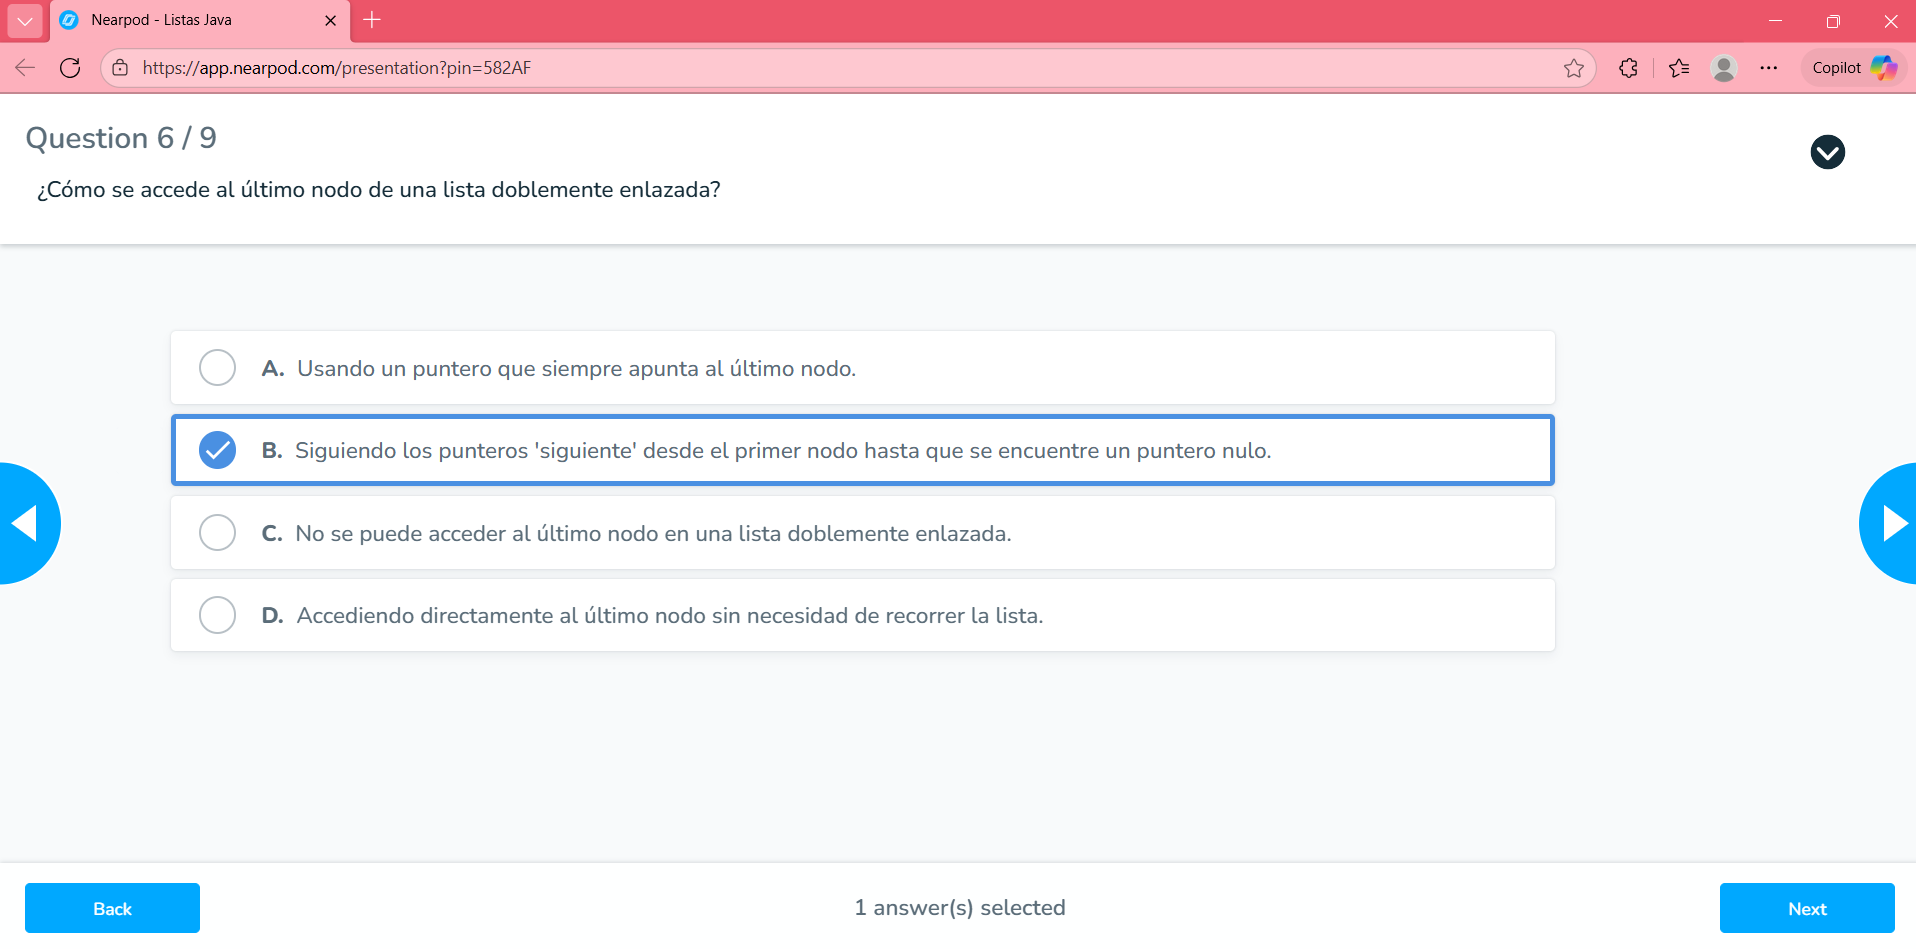 Nearpod - Listas Java
https://app.nearpod.com/presentation?pin=582AF
Copilot
Question 6 / 9
¿Cómo se accede al último nodo de una lista doblemente enlazada?
A. Usando un puntero que siempre apunta al último nodo.
B. Siguiendo los punteros 'siguiente' desde el primer nodo hasta que se encuentre un puntero nulo.
C. No se puede acceder al último nodo en una lista doblemente enlazada.
D. Accediendo directamente al último nodo sin necesidad de recorrer la lista.
Back
1 answer(s) selected
Next